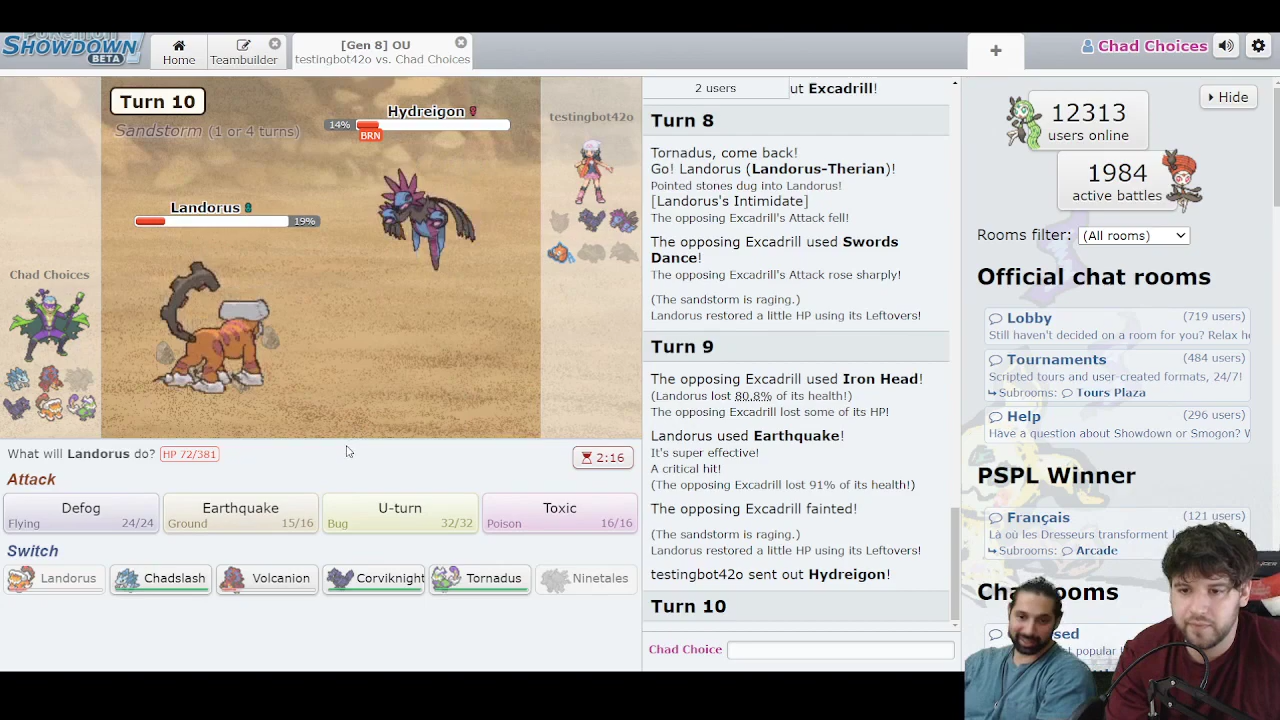 SHOWDOWN
BETA
Home
Teambuilder
[Gen 8] OU
testingbot42o vs. Chad Choices
+
Chad Choices
Turn 10
Sandstorm (1 or 4 turns)
Hydreigon
14%
BRN
Landorus
19%
testingbot42o
Chad Choices
2 users
ut Excadrill!
Turn 8
Tornadus, come back!
Go! Landorus (Landorus-Therian)!
Pointed stones dug into Landorus!
[Landorus's Intimidate]
The opposing Excadrill's Attack fell!
The opposing Excadrill used Swords
Dance!
The opposing Excadrill's Attack rose sharply!
(The sandstorm is raging.)
Landorus restored a little HP using its Leftovers!
Turn 9
The opposing Excadrill used Iron Head!
(Landorus lost 80.8% of its health!)
The opposing Excadrill lost some of its HP!
Landorus used Earthquake!
It's super effective!
A critical hit!
(The opposing Excadrill lost 91% of its health!)
The opposing Excadrill fainted!
(The sandstorm is raging.)
Landorus restored a little HP using its Leftovers!
testingbot42o sent out Hydreigon!
Turn 10
Chad Choice
What will Landorus do? HP 72/381
2:16
Attack
Defog
Flying 24/24
Earthquake
Ground 15/16
U-turn
Bug 32/32
Toxic
Poison 16/16
Switch
Landorus
Chadslash
Volcanion
Corviknight
Tornadus
Ninetales
Hide
12313
users online
1984
active battles
Rooms filter: (All rooms)
Official chat rooms
Lobby (719 users)
Still haven't decided on a room for you? Relax he
Tournaments (484 users)
Scripted tours and user-created formats, 24/7!
Subrooms: Tours Plaza
Help (296 users)
Have a question about Showdown or Smogon? W
PSPL Winner
Français (121 users)
Là où les Dresseurs transforment l
Subrooms: Arcade
Cha ooms